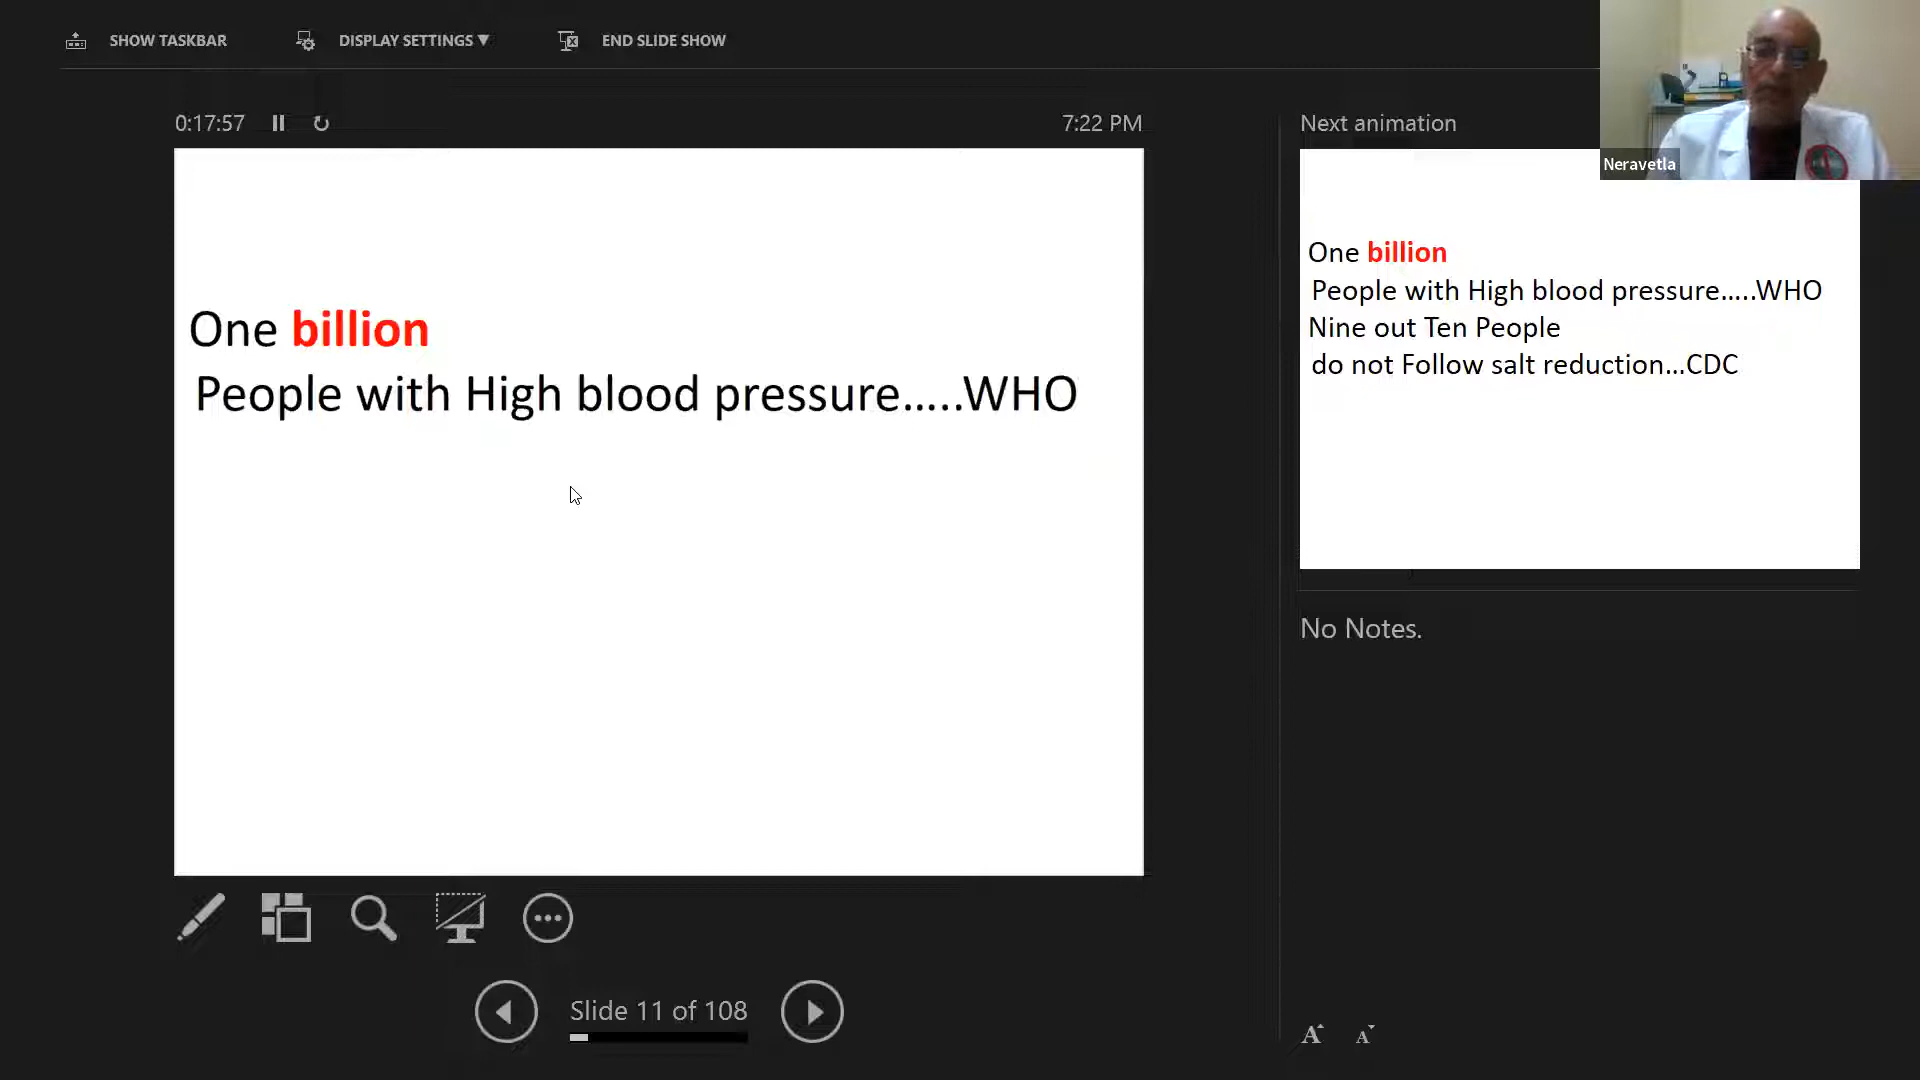 SHOW TASKBAR
DISPLAY SETTINGS ▼
END SLIDE SHOW
0:17:57
7:22 PM
One billion
People with High blood pressure.....WHO
Slide 11 of 108
Next animation
Neravetla
One billion
People with High blood pressure.....WHO
Nine out Ten People
do not Follow salt reduction...CDC
No Notes.
A A